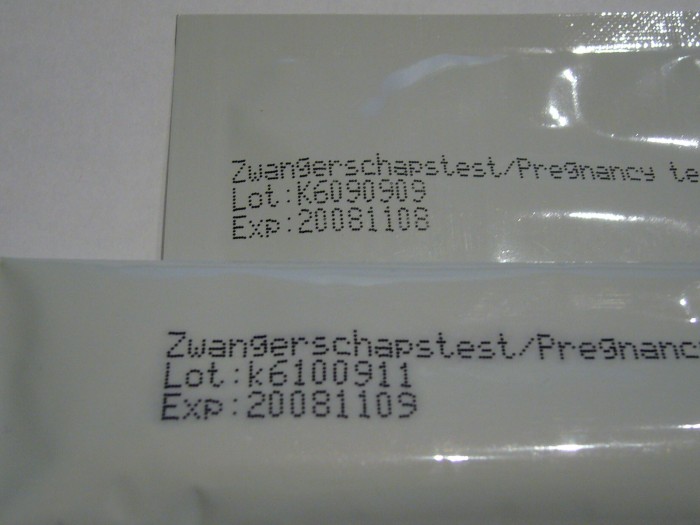 Zwangerschapstest/Pregnancy te
Lot:K6090909
Exp:20081108
Zwangerschapstest/Pregnanc
Lot:k6100911
Exp:20081109